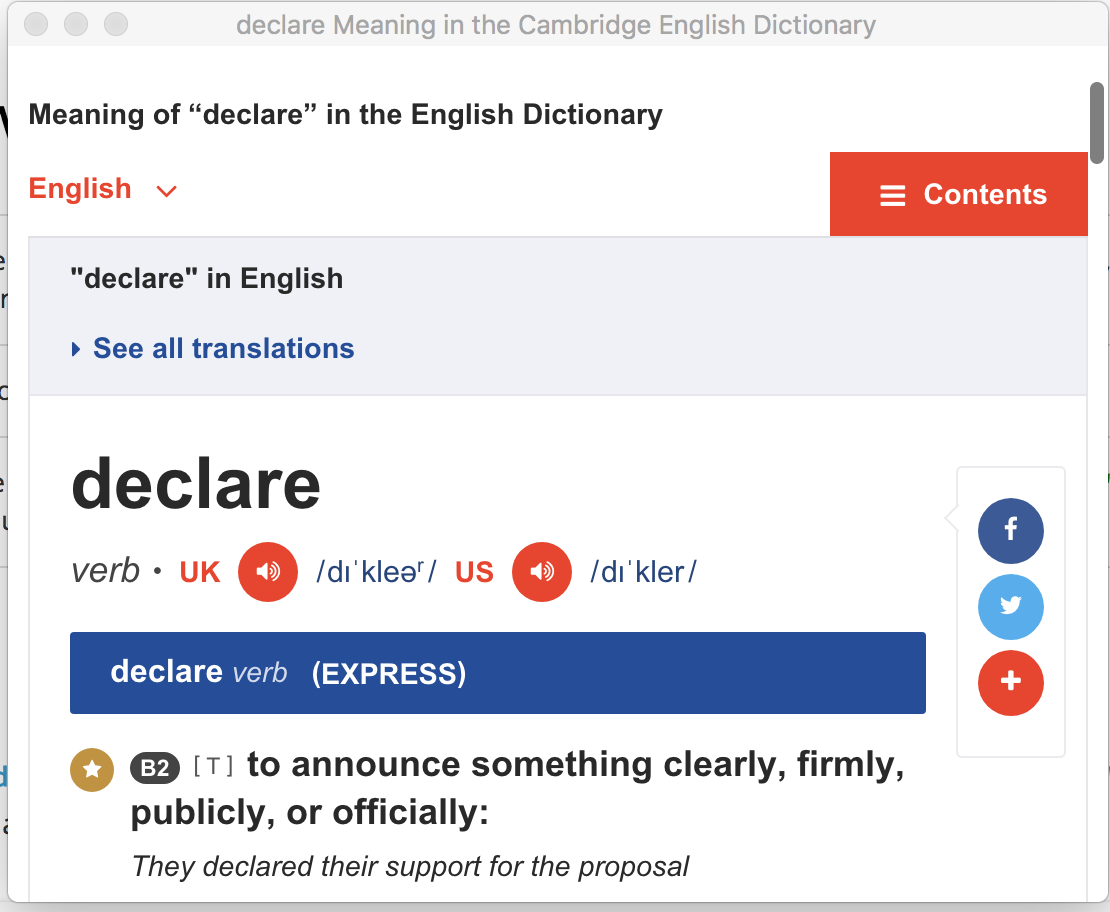 declare Meaning in the Cambridge English Dictionary
Meaning of “declare” in the English Dictionary
English
Contents
"declare" in English
See all translations
declare
verb • UK /dɪˈkleəʳ/ US /dɪˈkler/
declare verb (EXPRESS)
B2 [T] to announce something clearly, firmly,
publicly, or officially:
They declared their support for the proposal